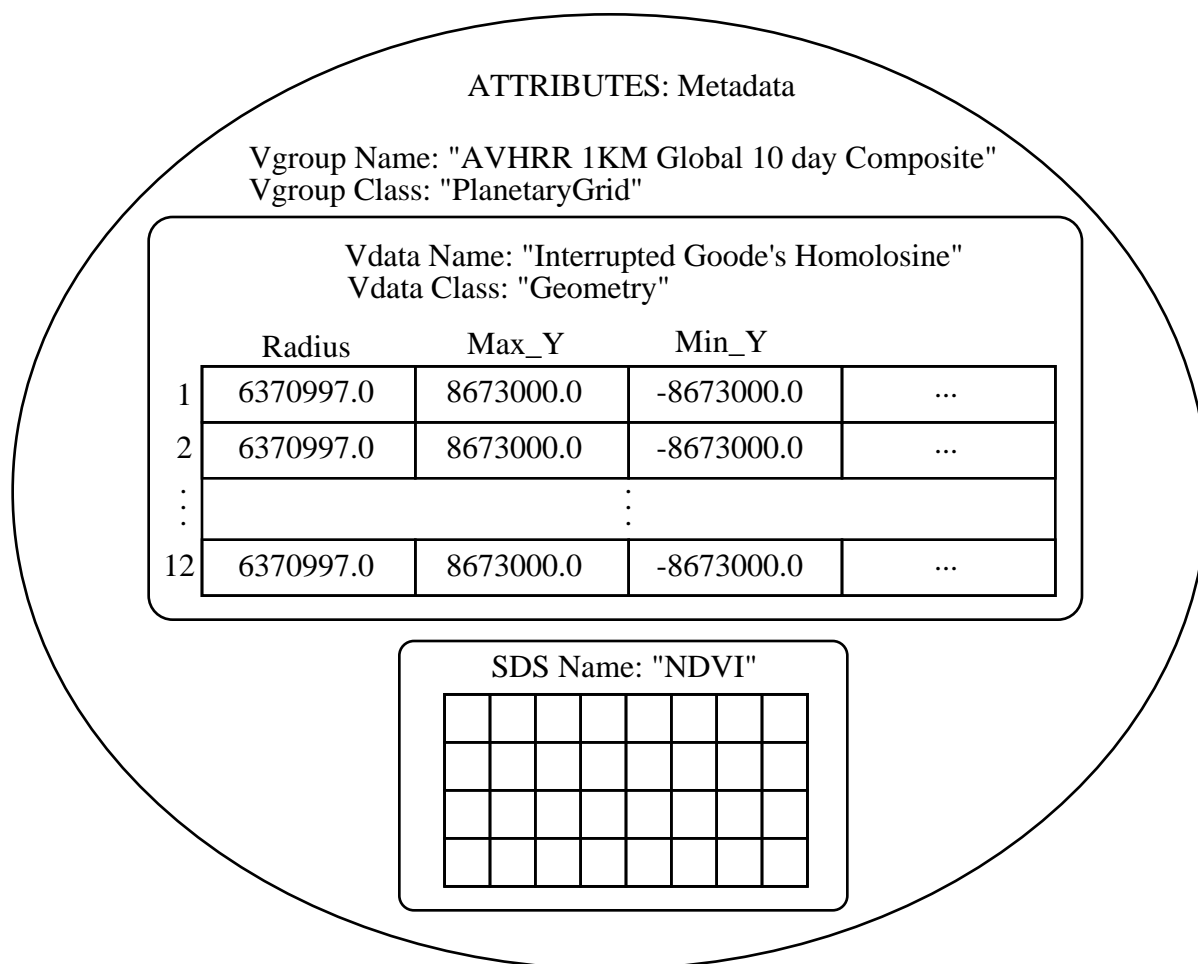 ATTRIBUTES: Metadata
Vgroup Name: "AVHRR 1KM Global 10 day Composite"
Vgroup Class: "PlanetaryGrid"
Vdata Name: "Interrupted Goode's Homolosine"
Vdata Class: "Geometry"
Radius Max_Y Min_Y
1 6370997.0 8673000.0 -8673000.0 ...
2 6370997.0 8673000.0 -8673000.0 ...
⋮ ⋮
12 6370997.0 8673000.0 -8673000.0 ...
SDS Name: "NDVI"